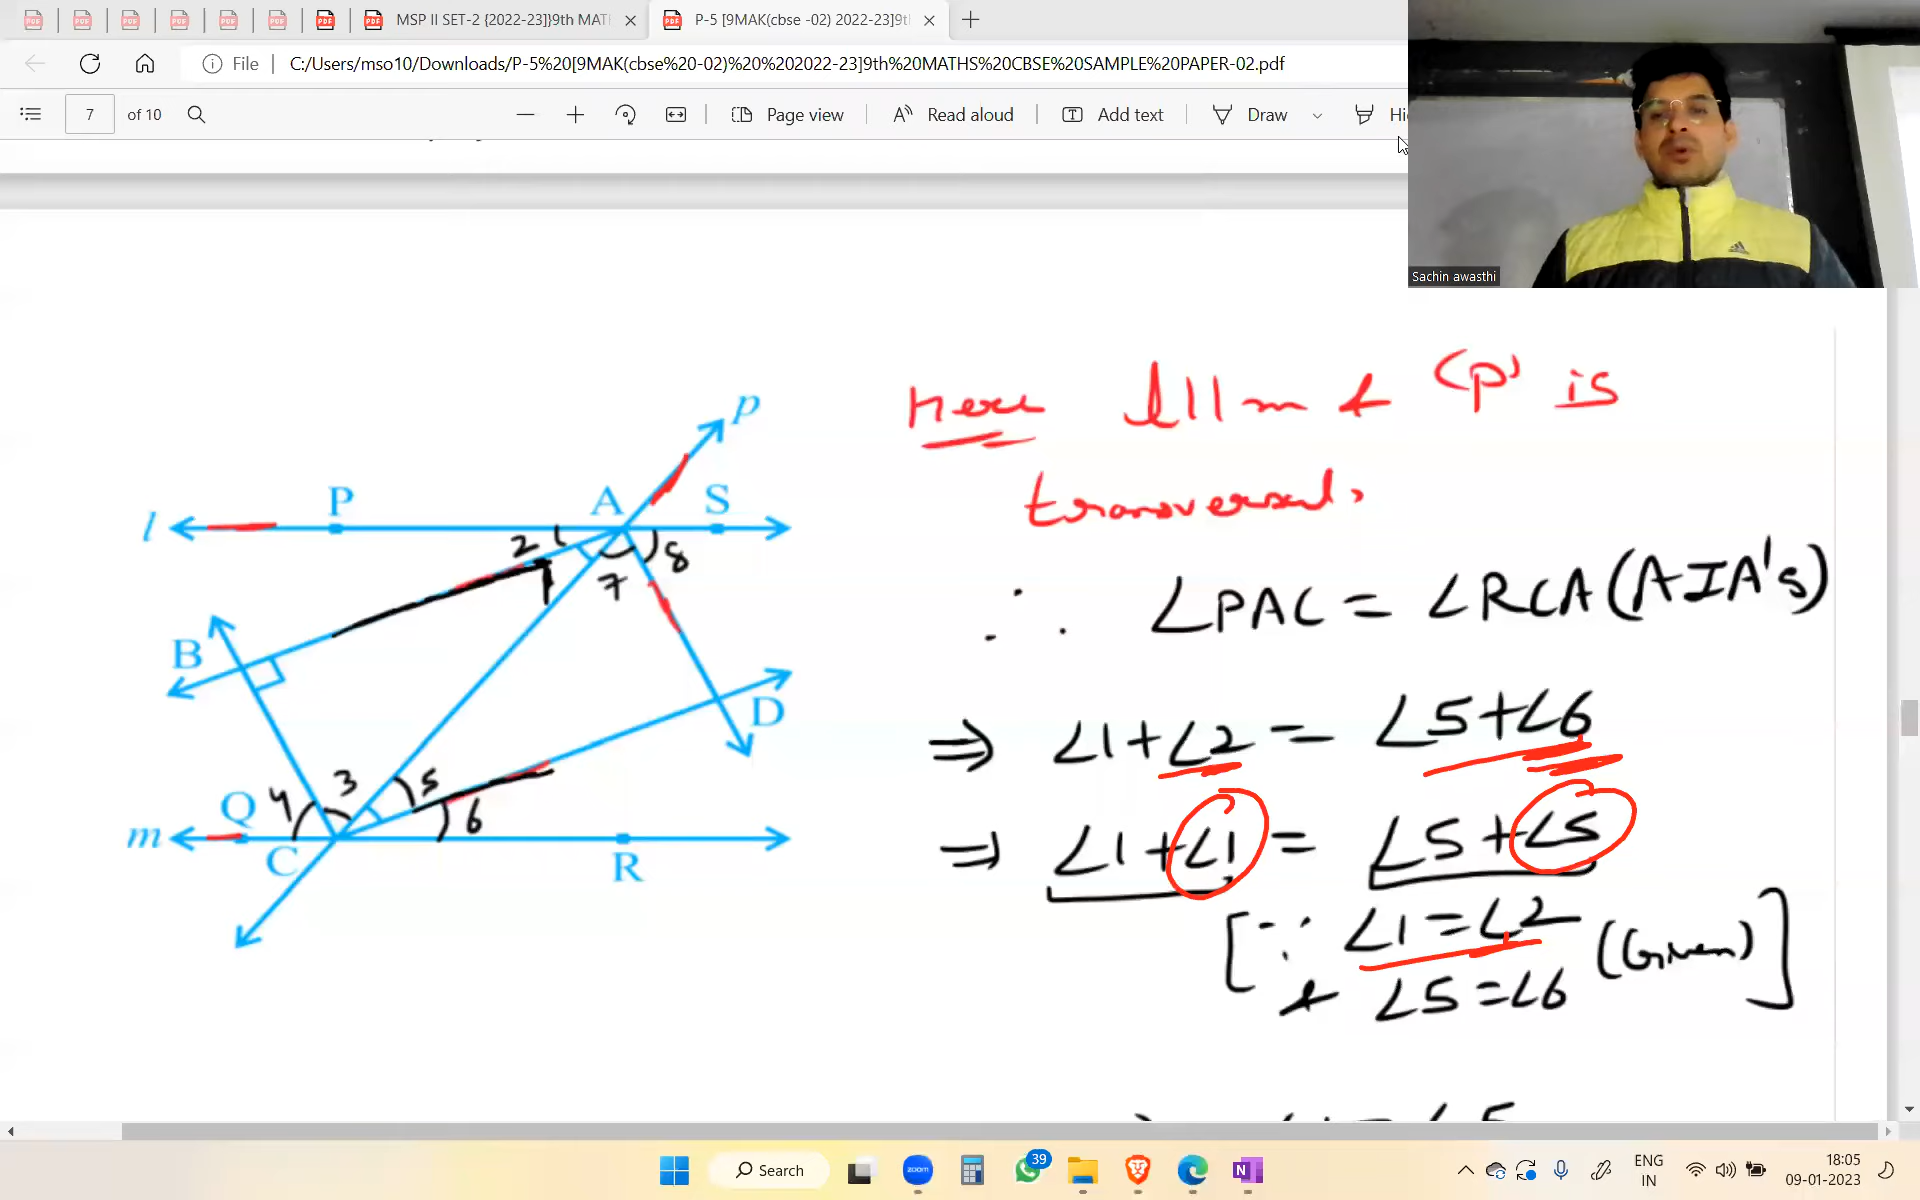 MSP II SET-2 {2022-23]}9th MAT
P-5 [9MAK(cbse -02) 2022-23]9t
File
C:/Users/mso10/Downloads/P-5%20[9MAK(cbse%20-02)%20%202022-23]9th%20MATHS%20CBSE%20SAMPLE%20PAPER-02.pdf
7 of 10
Page view
Read aloud
Add text
Draw
Hi
Sachin awasthi
Here l || m & 'p' is
transversal.
∴ ∠PAC = ∠RCA (AIA's)
⇒ ∠1+∠2 = ∠5+∠6
⇒ ∠1+∠1 = ∠5+∠5
[∵ ∠1=∠2 (Given)]
& ∠5=∠6
p
l P A S
2 1 7 8
B
D
4 3 5 6
m Q C R
39
Search
zoom
ENG
IN
18:05
09-01-2023